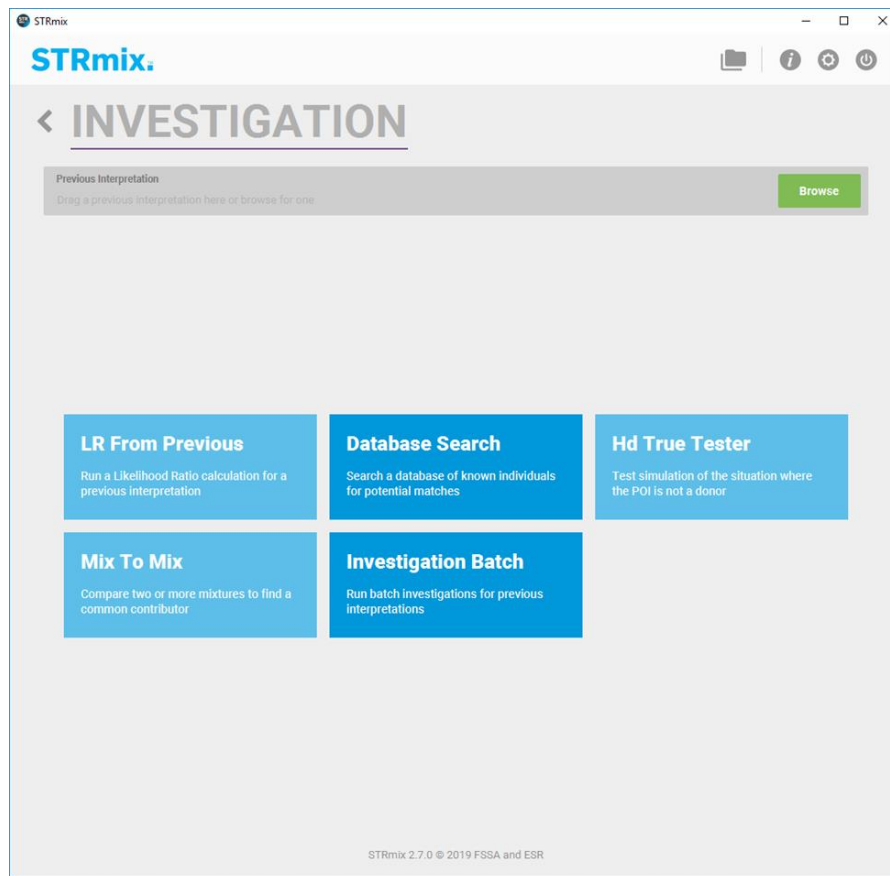 STRmix
STRmix.
INVESTIGATION
Previous Interpretation
Drag a previous interpretation here or browse for one
Browse
LR From Previous
Run a Likelihood Ratio calculation for a
previous interpretation
Database Search
Search a database of known individuals
for potential matches
Hd True Tester
Test simulation of the situation where
the POI is not a donor
Mix To Mix
Compare two or more mixtures to find a
common contributor
Investigation Batch
Run batch investigations for previous
interpretations
STRmix 2.7.0 © 2019 FSSA and ESR